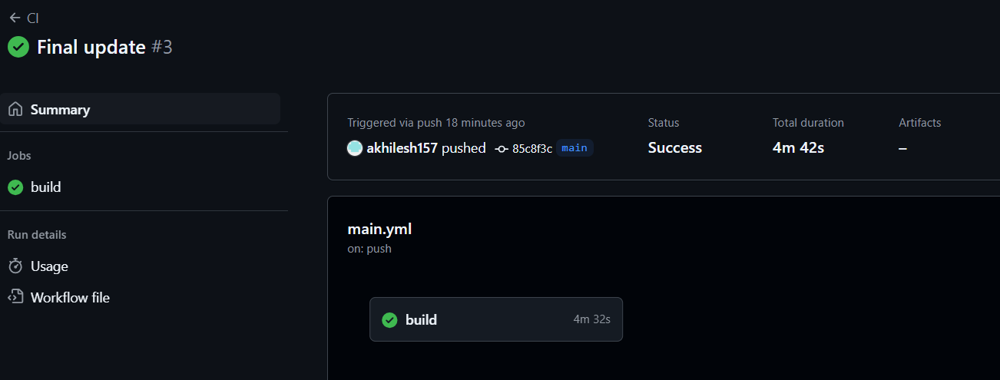 CI
Final update #3
Summary
Jobs
build
Run details
Usage
Workflow file
Triggered via push 18 minutes ago
akhilesh157 pushed 85c8f3c main
Status
Success
Total duration
4m 42s
Artifacts
–
main.yml
on: push
build 4m 32s